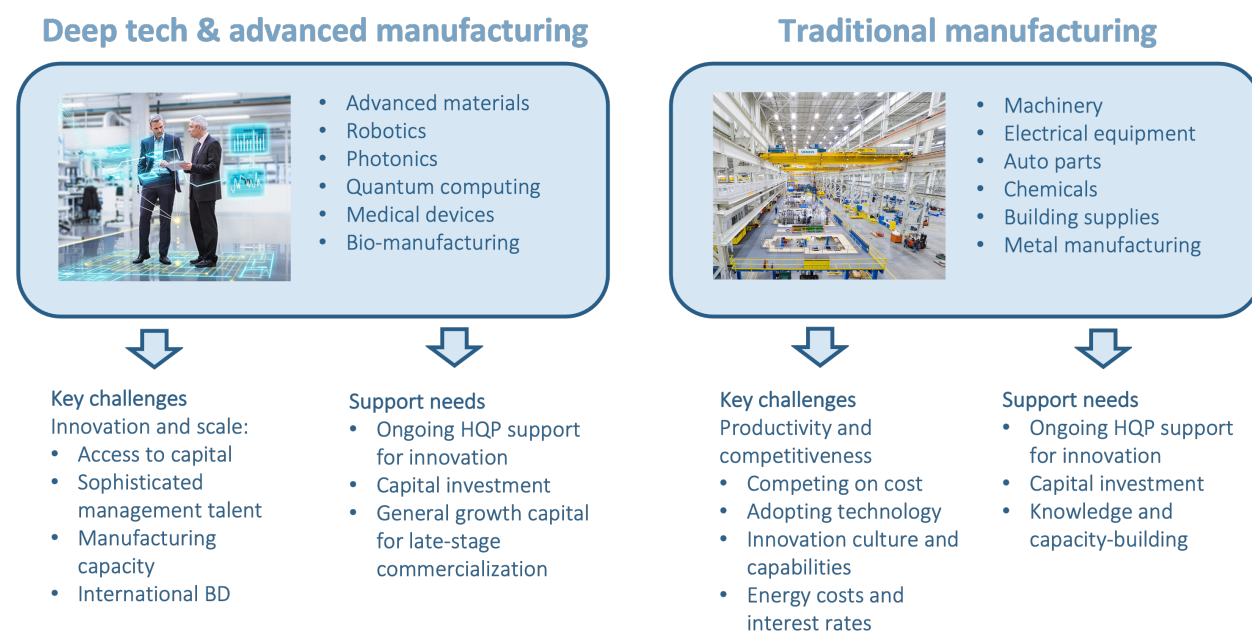 Deep tech & advanced manufacturing
• Advanced materials
• Robotics
• Photonics
• Quantum computing
• Medical devices
• Bio-manufacturing
Key challenges
Innovation and scale:
• Access to capital
• Sophisticated
management talent
• Manufacturing
capacity
• International BD
Support needs
• Ongoing HQP support
for innovation
• Capital investment
• General growth capital
for late-stage
commercialization
Traditional manufacturing
• Machinery
• Electrical equipment
• Auto parts
• Chemicals
• Building supplies
• Metal manufacturing
Key challenges
Productivity and
competitiveness
• Competing on cost
• Adopting technology
• Innovation culture and
capabilities
• Energy costs and
interest rates
Support needs
• Ongoing HQP support
for innovation
• Capital investment
• Knowledge and
capacity-building